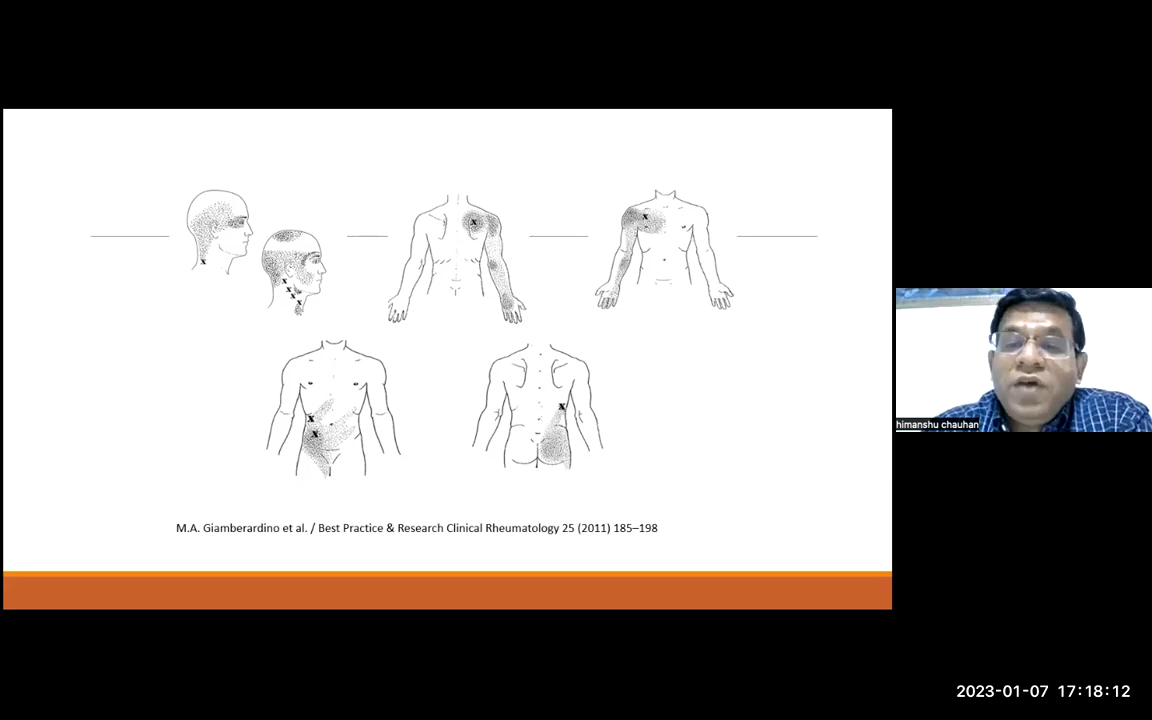 x
x
x
x
x
x
x
x
x
x
M.A. Giamberardino et al. / Best Practice & Research Clinical Rheumatology 25 (2011) 185–198
himanshu chauhan
2023-01-07 17:18:12